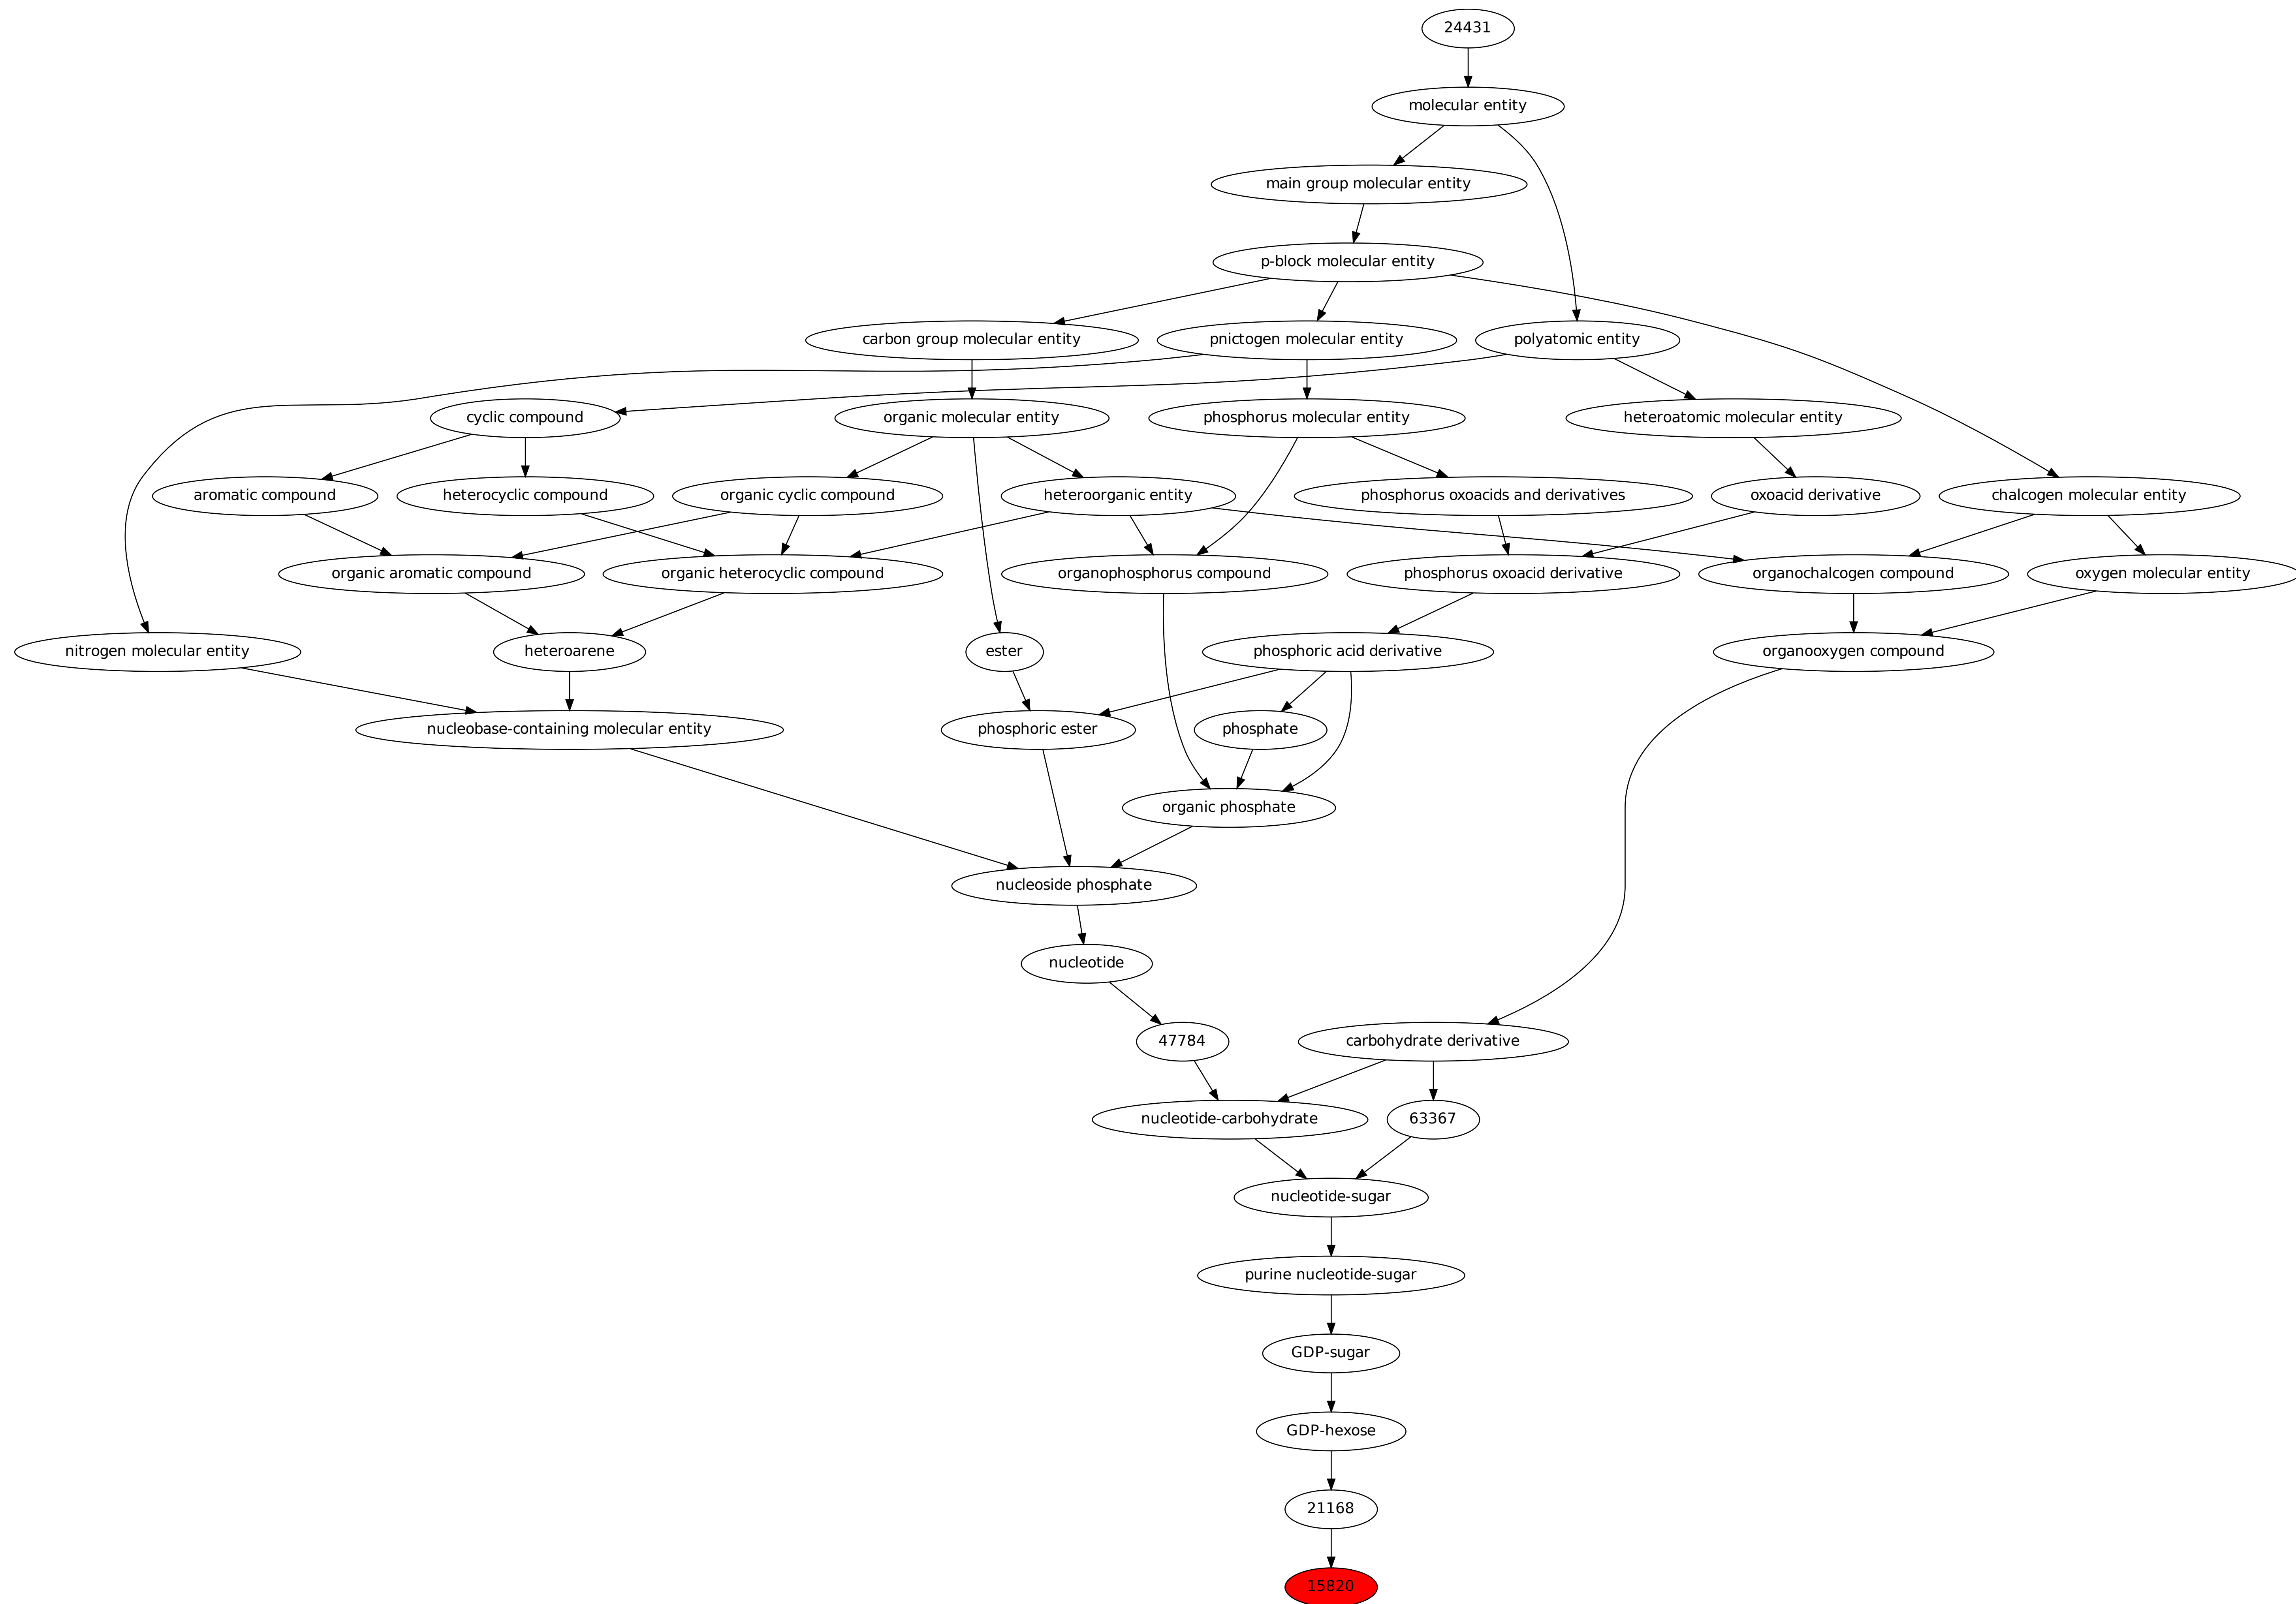 24431
molecular entity
main group molecular entity
p-block molecular entity
carbon group molecular entity
pnictogen molecular entity
polyatomic entity
cyclic compound
organic molecular entity
phosphorus molecular entity
heteroatomic molecular entity
aromatic compound
heterocyclic compound
organic cyclic compound
heteroorganic entity
phosphorus oxoacids and derivatives
oxoacid derivative
chalcogen molecular entity
organic aromatic compound
organic heterocyclic compound
organophosphorus compound
phosphorus oxoacid derivative
organochalcogen compound
oxygen molecular entity
nitrogen molecular entity
heteroarene
ester
phosphoric acid derivative
organooxygen compound
nucleobase-containing molecular entity
phosphoric ester
phosphate
organic phosphate
nucleoside phosphate
nucleotide
47784
carbohydrate derivative
nucleotide-carbohydrate
63367
nucleotide-sugar
purine nucleotide-sugar
GDP-sugar
GDP-hexose
21168
15820